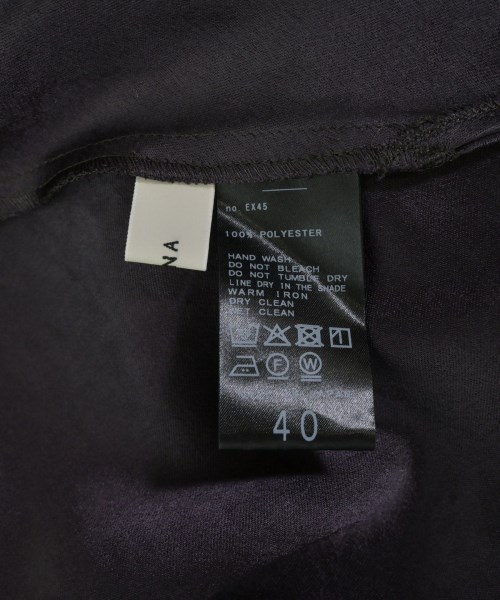 no. EX45
100% POLYESTER
HAND WASH
DO NOT BLEACH
DO NOT TUMBLE DRY
LINE DRY IN THE SHADE
WARM IRON
DRY CLEAN
WET CLEAN
F W
40
NA